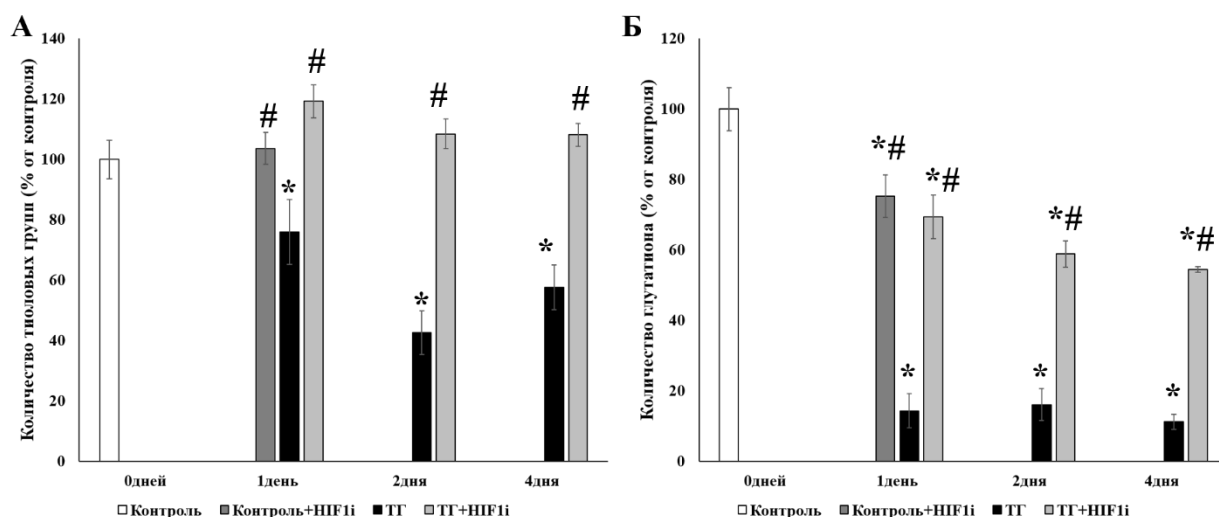 А
Количество тиоловых групп (% от контроля)
140
120
100
80
60
40
20
0
#
*
#
*
#
*
#
0дней
1день
2дня
4дня
Контроль
Контроль+HIF1i
ТГ
ТГ+HIF1i
Б
Количество глутатиона (% от контроля)
120
100
80
60
40
20
0
*#
*
*#
*
*#
*
*#
0дней
1день
2дня
4дня
Контроль
Контроль+HIF1i
ТГ
ТГ+HIF1i